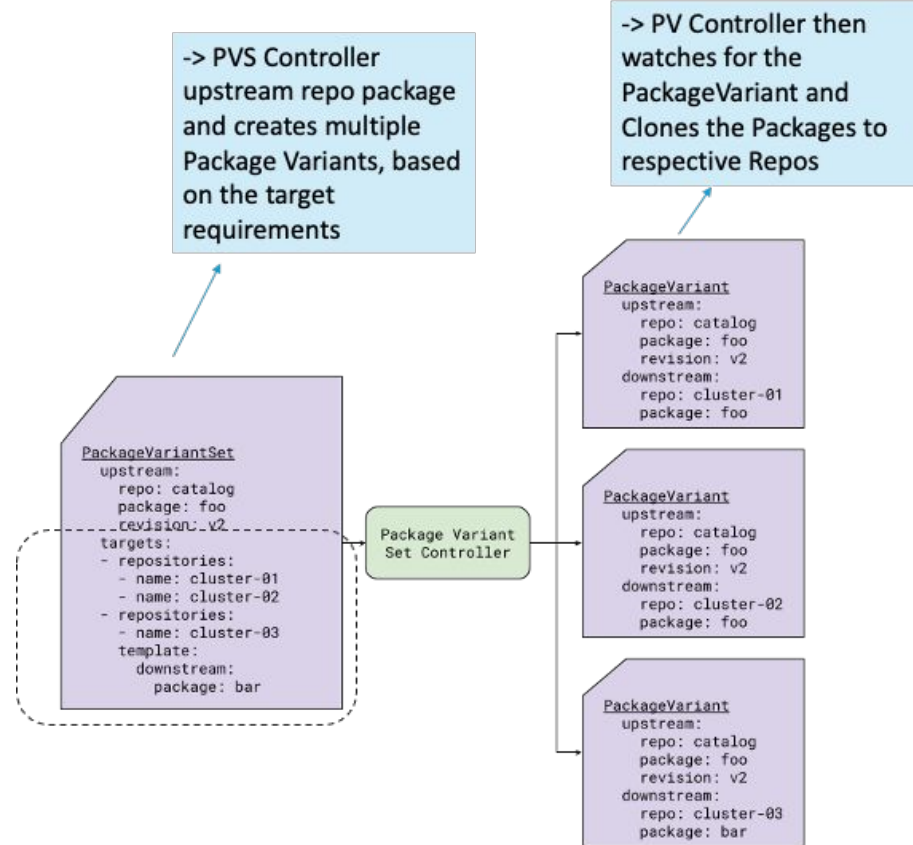 -> PVS Controller
upstream repo package
and creates multiple
Package Variants, based
on the target
requirements
-> PV Controller then
watches for the
PackageVariant and
Clones the Packages to
respective Repos
PackageVariantSet
upstream:
repo: catalog
package: foo
revision: v2
targets:
- repositories:
- name: cluster-01
- name: cluster-02
- repositories:
- name: cluster-03
template:
downstream:
package: bar
Package Variant
Set Controller
PackageVariant
upstream:
repo: catalog
package: foo
revision: v2
downstream:
repo: cluster-01
package: foo
PackageVariant
upstream:
repo: catalog
package: foo
revision: v2
downstream:
repo: cluster-02
package: foo
PackageVariant
upstream:
repo: catalog
package: foo
revision: v2
downstream:
repo: cluster-03
package: bar